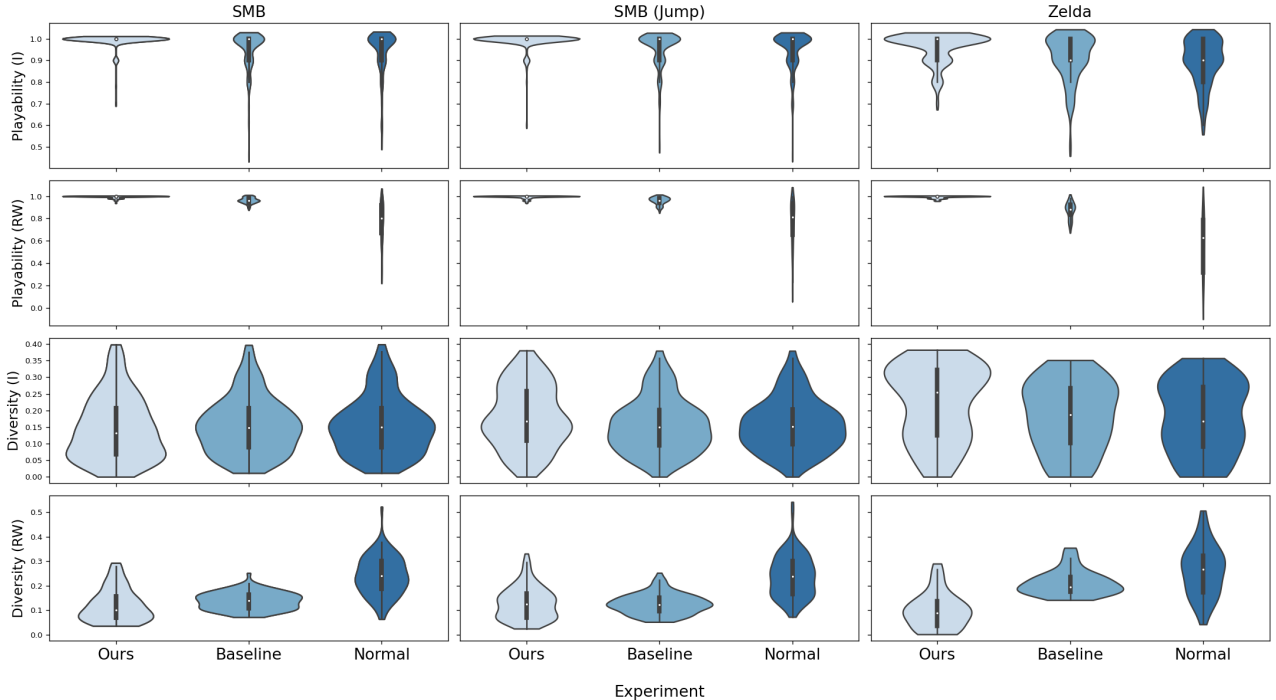 SMB
SMB (Jump)
Zelda
Playability (I)
1.0
0.9
0.8
0.7
0.6
0.5
Playability (RW)
1.0
0.8
0.6
0.4
0.2
0.0
Diversity (I)
0.40
0.35
0.30
0.25
0.20
0.15
0.10
0.05
0.00
Diversity (RW)
0.5
0.4
0.3
0.2
0.1
0.0
Ours Baseline Normal
Ours Baseline Normal
Ours Baseline Normal
Experiment